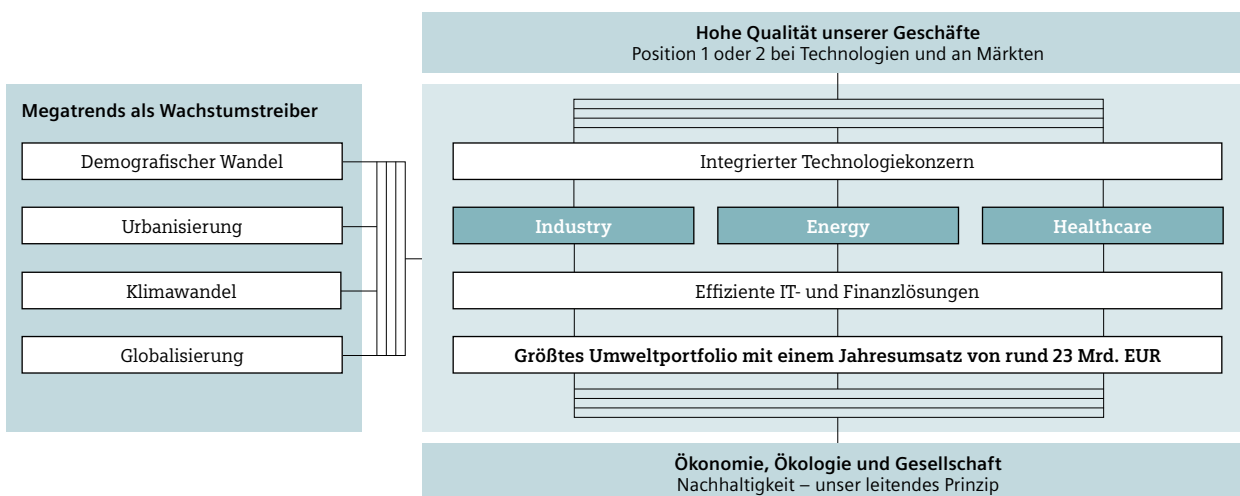 Hohe Qualität unserer Geschäfte
Position 1 oder 2 bei Technologien und an Märkten
Megatrends als Wachstumstreiber
Demografischer Wandel
Urbanisierung
Klimawandel
Globalisierung
Integrierter Technologiekonzern
Industry
Energy
Healthcare
Effiziente IT- und Finanzlösungen
Größtes Umweltportfolio mit einem Jahresumsatz von rund 23 Mrd. EUR
Ökonomie, Ökologie und Gesellschaft
Nachhaltigkeit – unser leitendes Prinzip